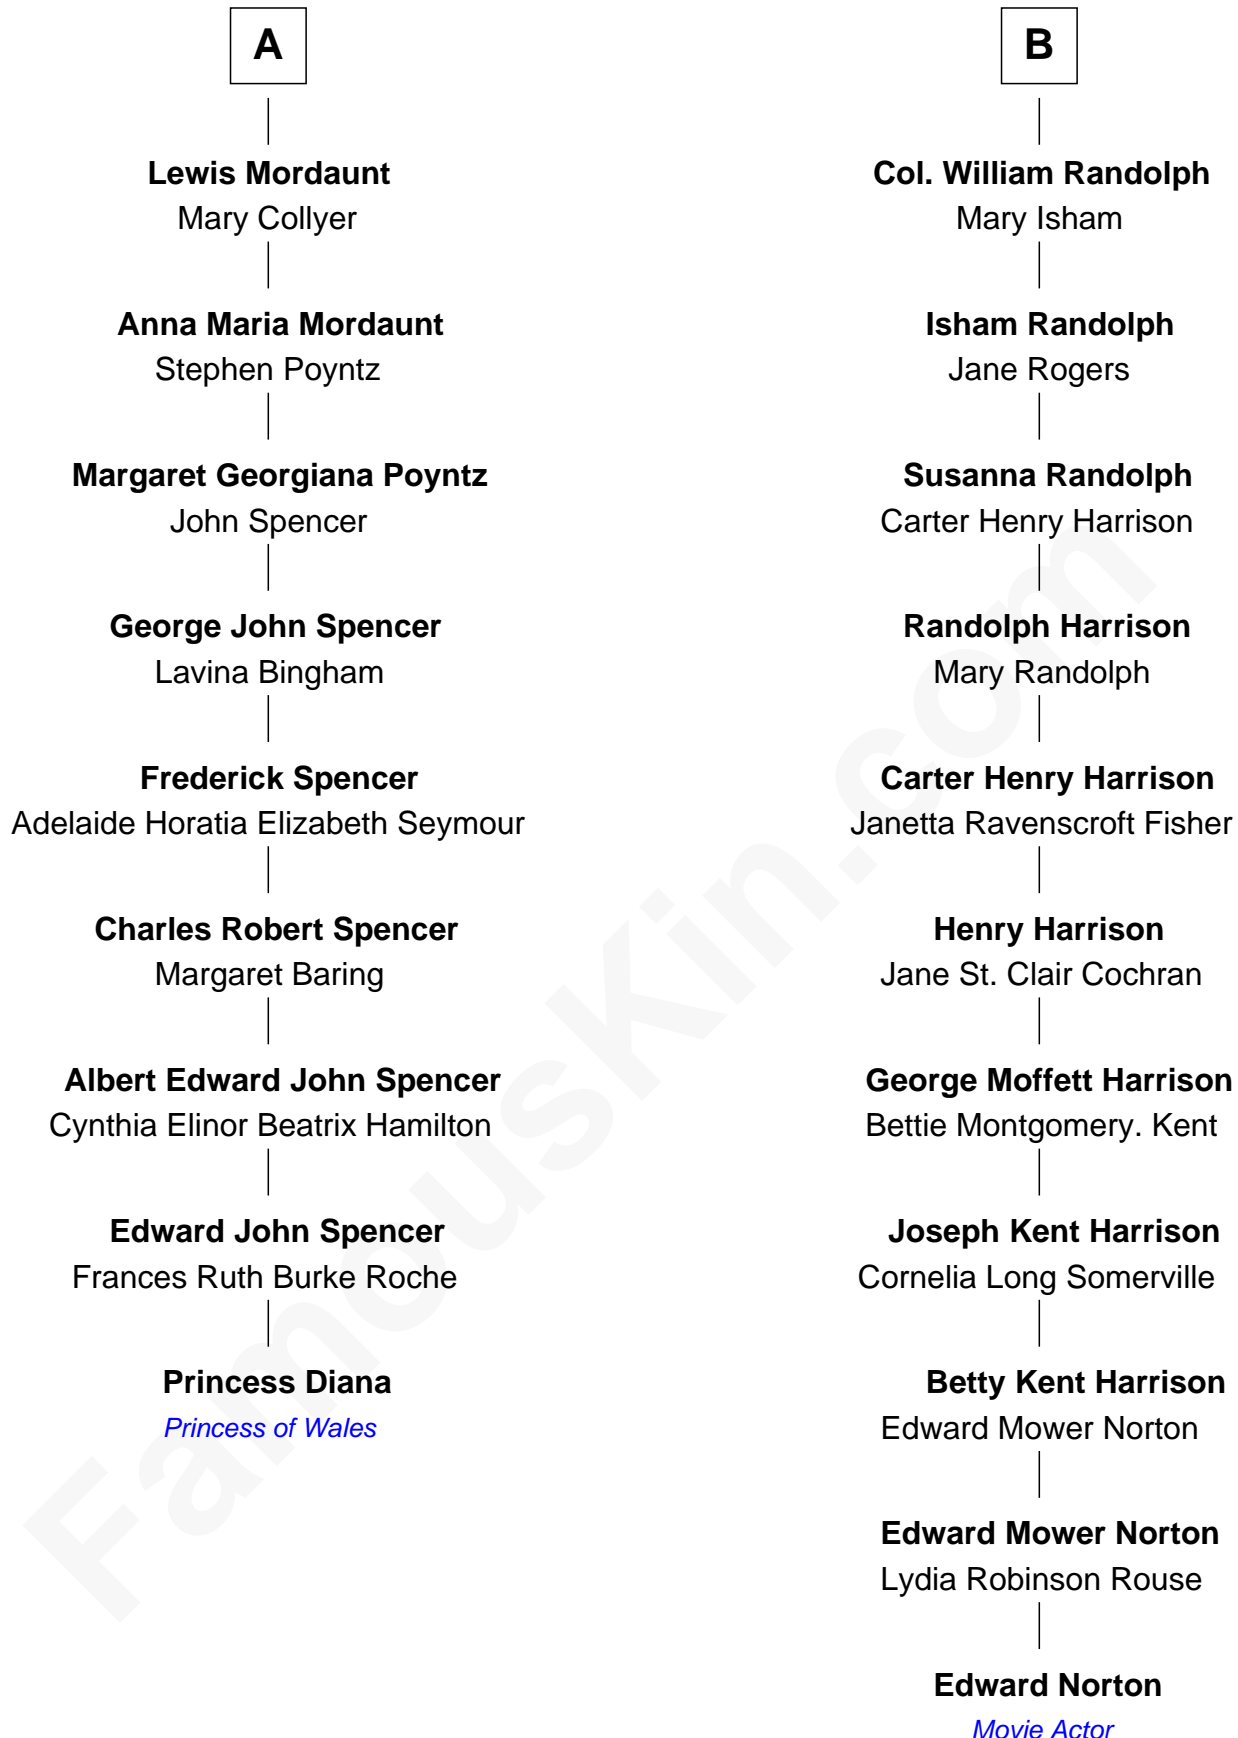 A
Lewis Mordaunt
Mary Collyer
Anna Maria Mordaunt
Stephen Poyntz
Margaret Georgiana Poyntz
John Spencer
George John Spencer
Lavina Bingham
Frederick Spencer
Adelaide Horatia Elizabeth Seymour
Charles Robert Spencer
Margaret Baring
Albert Edward John Spencer
Cynthia Elinor Beatrix Hamilton
Edward John Spencer
Frances Ruth Burke Roche
Princess Diana
Princess of Wales
B
Col. William Randolph
Mary Isham
Isham Randolph
Jane Rogers
Susanna Randolph
Carter Henry Harrison
Randolph Harrison
Mary Randolph
Carter Henry Harrison
Janetta Ravenscroft Fisher
Henry Harrison
Jane St. Clair Cochran
George Moffett Harrison
Bettie Montgomery. Kent
Joseph Kent Harrison
Cornelia Long Somerville
Betty Kent Harrison
Edward Mower Norton
Edward Mower Norton
Lydia Robinson Rouse
Edward Norton
Movie Actor
FamousKin.com